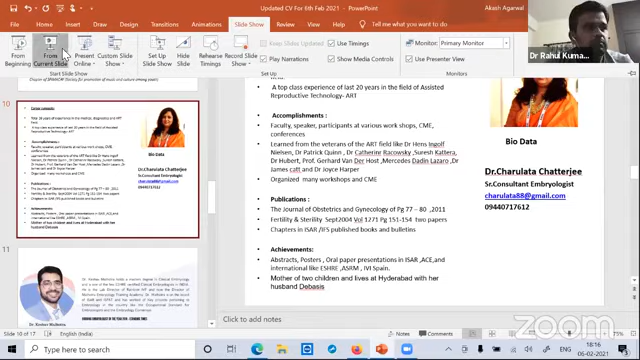 Updated CV For 6th Feb 2021 - PowerPoint
Akash Agarwal
File Home Insert Draw Design Transitions Animations Slide Show Review View Help Tell me what you want to do
From Beginning
From Current Slide
Present Online
Custom Slide Show
Set Up Slide Show
Hide Slide
Rehearse Timings
Record Slide Show
Keep Slides Updated
Play Narrations
Use Timings
Show Media Controls
Monitor: Primary Monitor
Use Presenter View
Start Slide Show
Set Up
Monitors
Dr Rahul Kuma...
10
11
A top class experience of last 20 years in the field of Assisted
Reproductive Technology- ART
Accomplishments :
Faculty, speaker, participants at various work shops, CME,
conferences
Learned from the veterans of the ART field like Dr Hens Ingolf
Nielsen, Dr Patrick Quinn , Dr Catherine Racowsky,Suresh Kattera,
Dr Hubert, Prof. Gerhard Van Der Host ,Mercedes Dadin Lazaro ,Dr
James catt and Dr Joyce Harper
Organized many workshops and CME
Publications :
The Journal of Obstetrics and Gynecology of Pg 77 – 80 ,2011
Fertility & Sterility Sept2004 Vol 1271 Pg 151-154 two papers
Chapters in ISAR /IFS published books and bulletins
Achievements:
Abstracts, Posters , Oral paper presentations in ISAR,ACE,and
international like ESHRE ,ASRM , IVI Spain.
Mother of two children and lives at Hyderabad with her
husband Debasis
Bio Data
Dr.Charulata Chatterjee
Sr.Consultant Embryologist
charulata88@gmail.com
09440717612
Click to add notes
Slide 10 of 17
English (India)
Notes
Comments
75%
zoom
Type here to search
ENG
18:16
06-02-2021